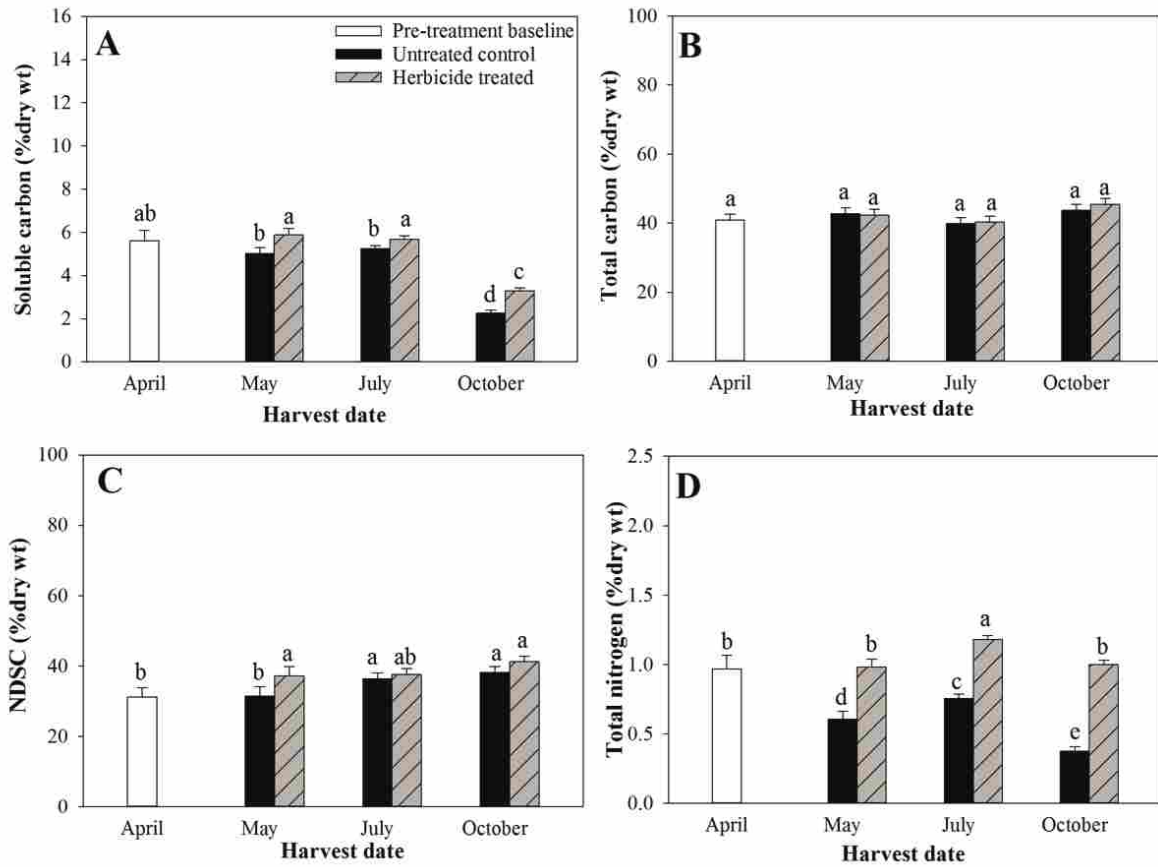 A
Pre-treatment baseline
Untreated control
Herbicide treated
Soluble carbon (%dry wt)
16
14
12
10
8
6
4
2
0
ab
b
a
b
a
d
c
April May July October
Harvest date
B
Total carbon (%dry wt)
100
80
60
40
20
0
a
a
a
a
a
a
a
April May July October
Harvest date
C
NDSC (%dry wt)
100
80
60
40
20
0
b
b
a
a
ab
a
a
April May July October
Harvest date
D
Total nitrogen (%dry wt)
2.5
2.0
1.5
1.0
0.5
0.0
b
d
b
c
a
e
b
April May July October
Harvest date